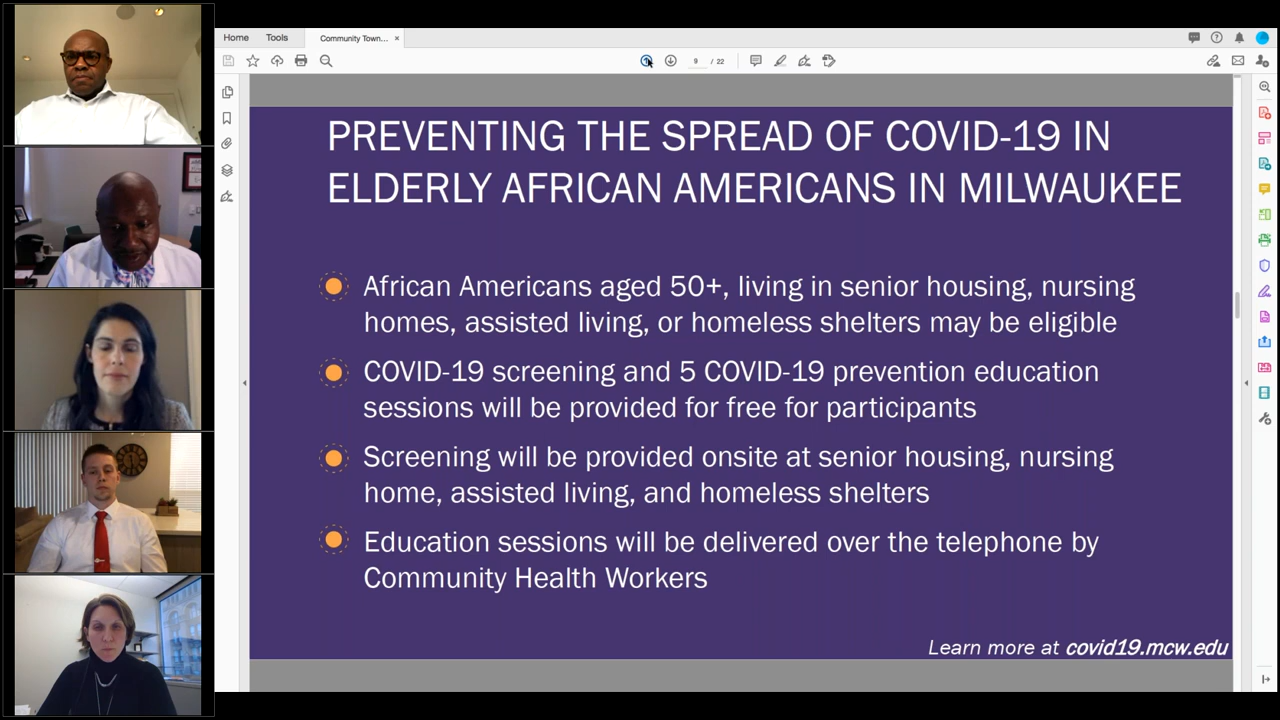 Home Tools Community Town... ×
9 / 22
PREVENTING THE SPREAD OF COVID-19 IN
ELDERLY AFRICAN AMERICANS IN MILWAUKEE
African Americans aged 50+, living in senior housing, nursing
homes, assisted living, or homeless shelters may be eligible
COVID-19 screening and 5 COVID-19 prevention education
sessions will be provided for free for participants
Screening will be provided onsite at senior housing, nursing
home, assisted living, and homeless shelters
Education sessions will be delivered over the telephone by
Community Health Workers
Learn more at covid19.mcw.edu